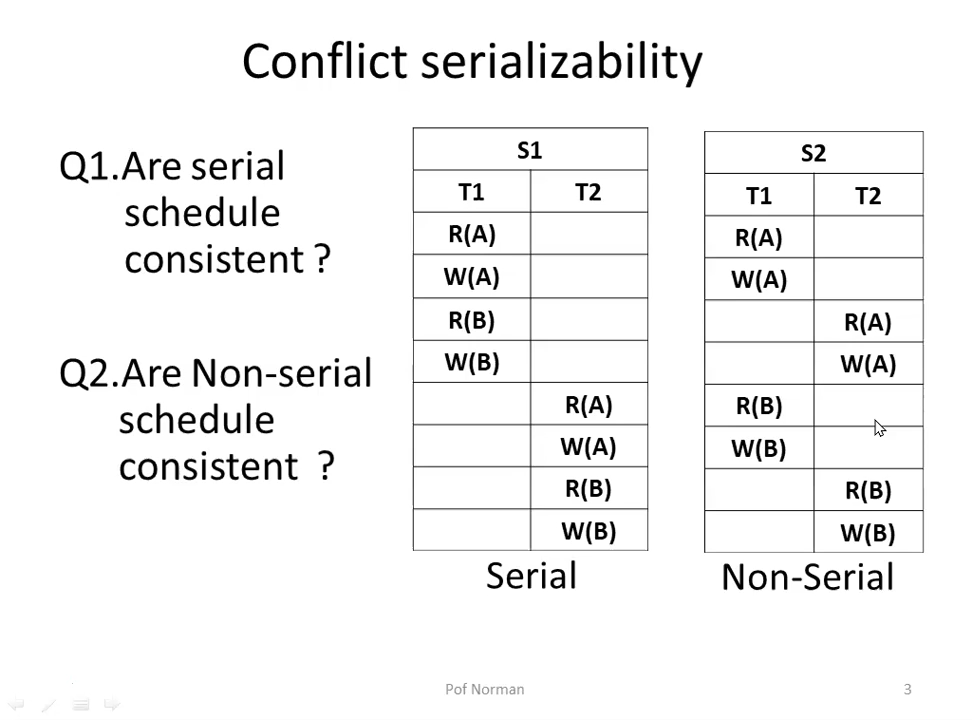 Conflict serializability
Q1.Are serial
schedule
consistent ?
Q2.Are Non-serial
schedule
consistent ?
S1
T1 T2
R(A)
W(A)
R(B)
W(B)
R(A)
W(A)
R(B)
W(B)
Serial
S2
T1 T2
R(A)
W(A)
R(A)
W(A)
R(B)
W(B)
R(B)
W(B)
Non-Serial
Pof Norman
3